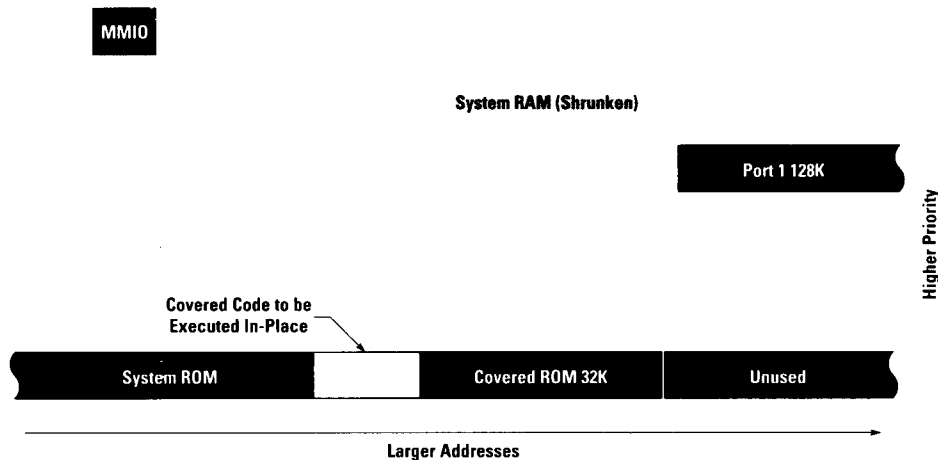 MMIO
System RAM (Shrunken)
Port 1 128K
Higher Priority
Covered Code to be
Executed In-Place
System ROM
Covered ROM 32K
Unused
Larger Addresses